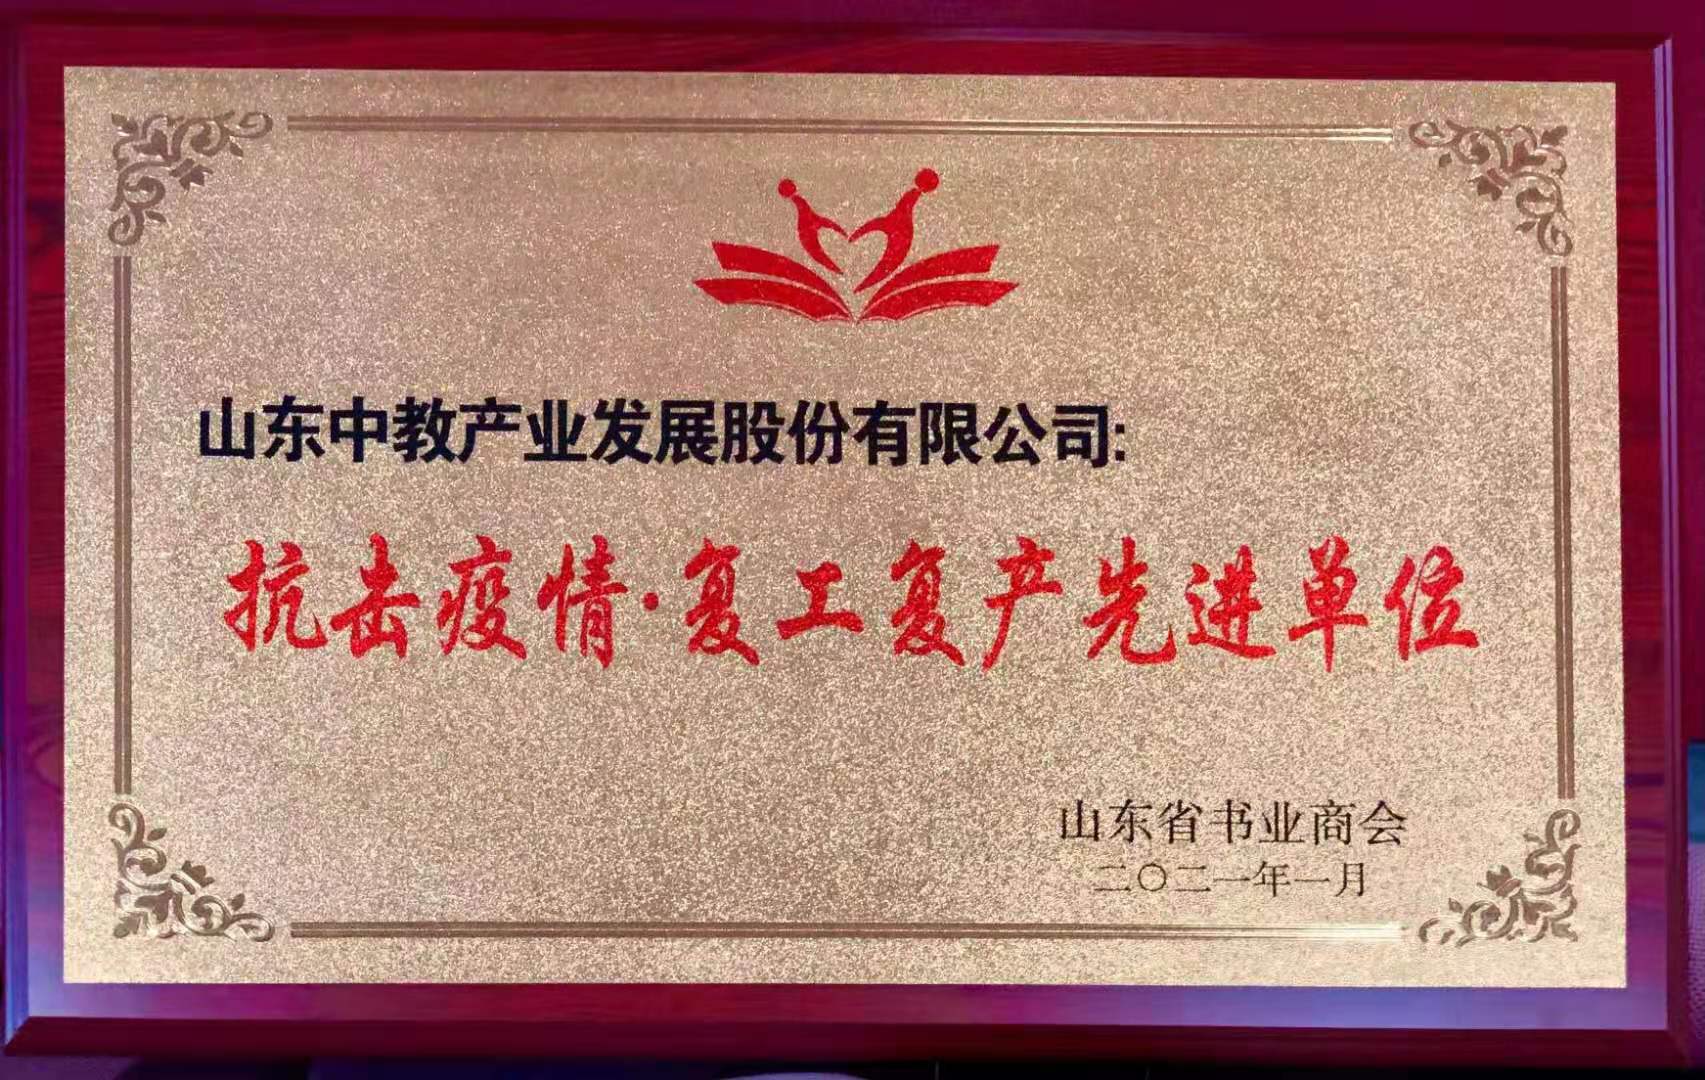 山东中教产业发展股份有限公司:
抗击疫情·复工复产先进单位
山东省书业商会
二〇二一年一月